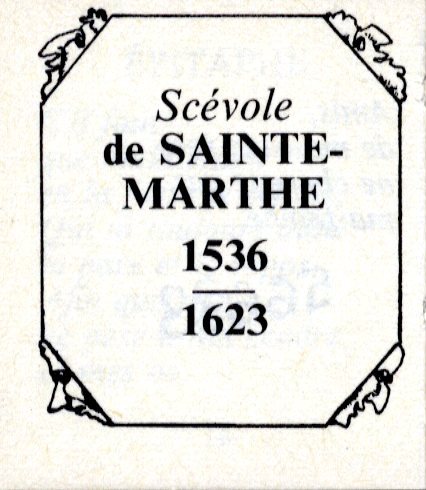 Scévole
de SAINTE-
MARTHE
1536
1623